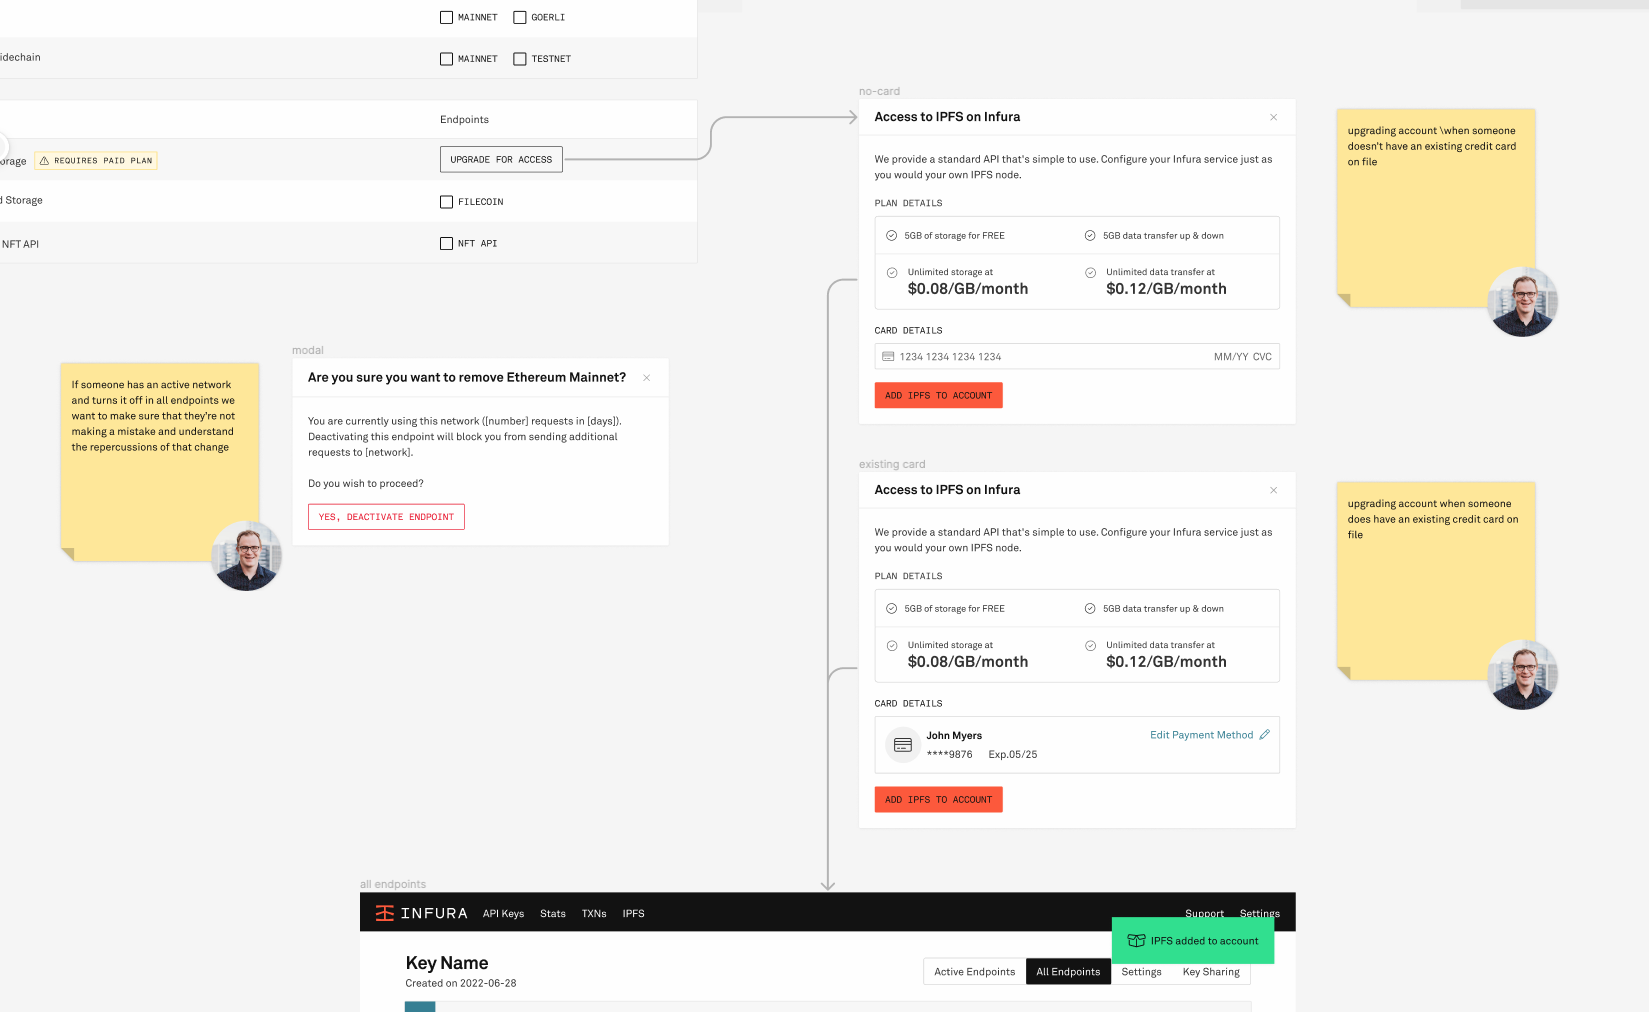 MAINNET GOERLI
idechain MAINNET TESTNET
Endpoints
orage REQUIRES PAID PLAN UPGRADE FOR ACCESS
d Storage FILECOIN
NFT API NFT API
no-card
Access to IPFS on Infura
We provide a standard API that's simple to use. Configure your Infura service just as
you would your own IPFS node.
PLAN DETAILS
5GB of storage for FREE 5GB data transfer up & down
Unlimited storage at Unlimited data transfer at
$0.08/GB/month $0.12/GB/month
CARD DETAILS
1234 1234 1234 1234 MM/YY CVC
ADD IPFS TO ACCOUNT
upgrading account \when someone
doesn't have an existing credit card
on file
If someone has an active network
and turns it off in all endpoints we
want to make sure that they're not
making a mistake and understand
the repercussions of that change
modal
Are you sure you want to remove Ethereum Mainnet?
You are currently using this network ([number] requests in [days]).
Deactivating this endpoint will block you from sending additional
requests to [network].
Do you wish to proceed?
YES, DEACTIVATE ENDPOINT
existing card
Access to IPFS on Infura
We provide a standard API that's simple to use. Configure your Infura service just as
you would your own IPFS node.
PLAN DETAILS
5GB of storage for FREE 5GB data transfer up & down
Unlimited storage at Unlimited data transfer at
$0.08/GB/month $0.12/GB/month
CARD DETAILS
John Myers Edit Payment Method
****9876 Exp.05/25
ADD IPFS TO ACCOUNT
upgrading account when someone
does have an existing credit card on
file
all endpoints
INFURA API Keys Stats TXNs IPFS Support Settings
IPFS added to account
Key Name
Created on 2022-06-28
Active Endpoints All Endpoints Settings Key Sharing